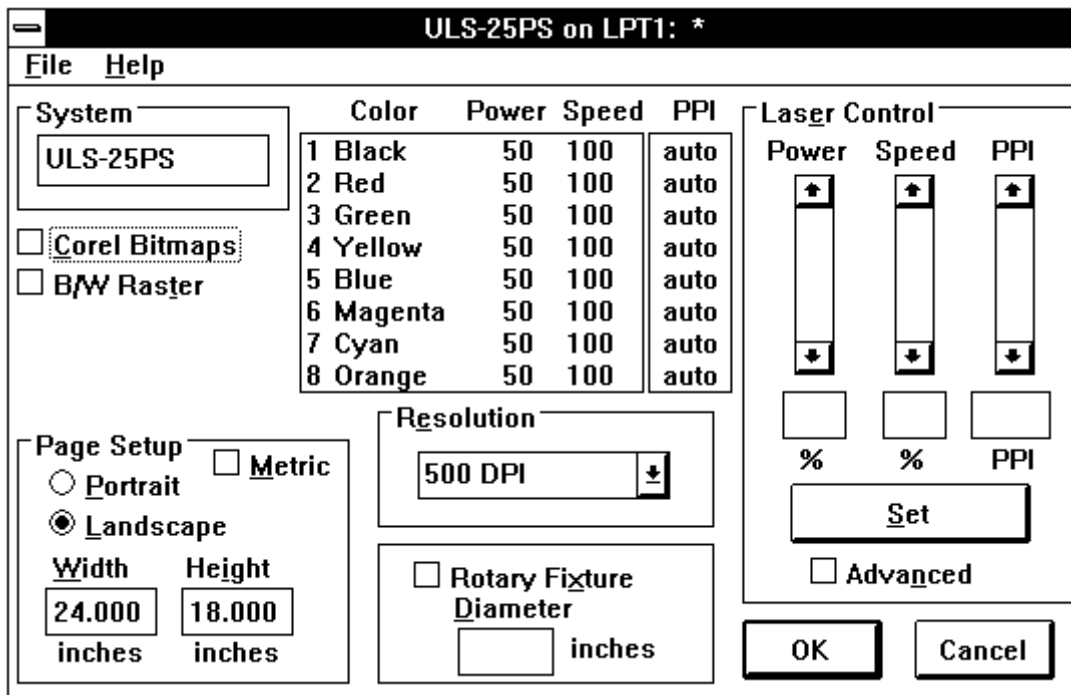 ULS-25PS on LPT1: *
File Help
System
ULS-25PS
Corel Bitmaps
B/W Raster
Color Power Speed PPI
1 Black 50 100 auto
2 Red 50 100 auto
3 Green 50 100 auto
4 Yellow 50 100 auto
5 Blue 50 100 auto
6 Magenta 50 100 auto
7 Cyan 50 100 auto
8 Orange 50 100 auto
Laser Control
Power Speed PPI
% % PPI
Set
Advanced
Page Setup
Metric
Portrait
Landscape
Width Height
24.000 18.000
inches inches
Resolution
500 DPI
Rotary Fixture
Diameter
inches
OK Cancel